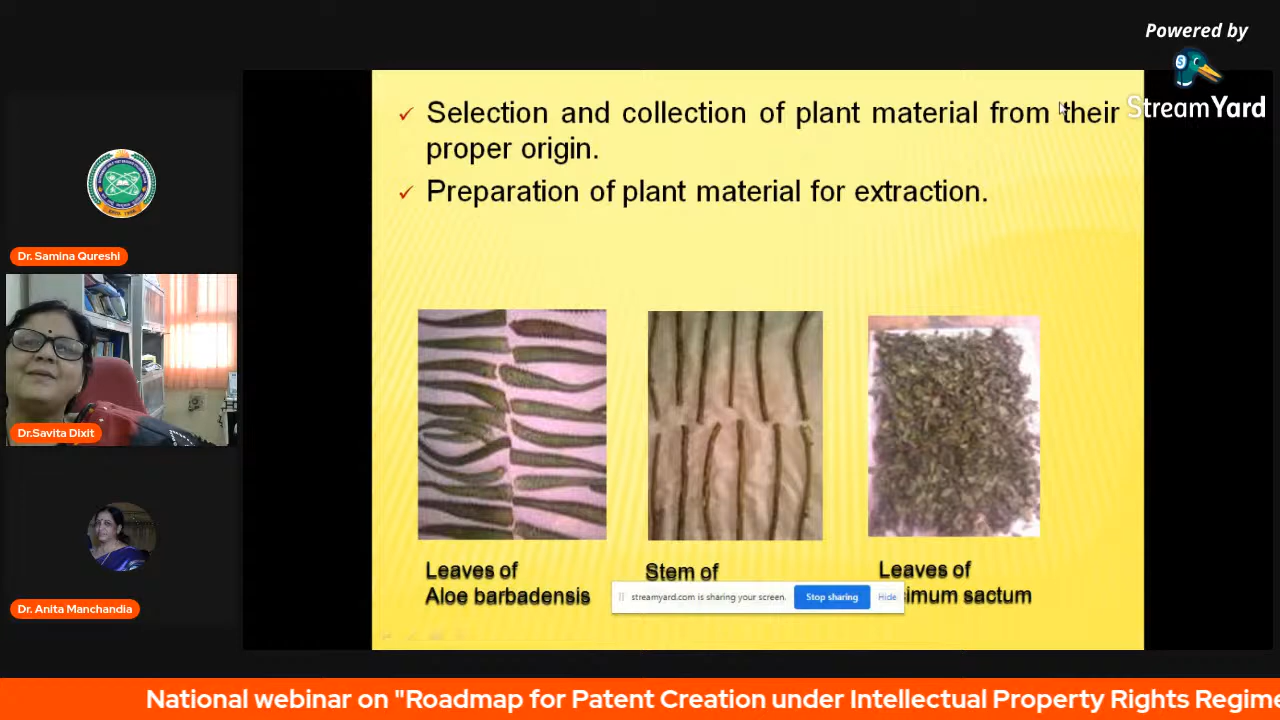 Powered by
StreamYard
✓ Selection and collection of plant material from their
proper origin.
✓ Preparation of plant material for extraction.
Dr. Samina Qureshi
Dr.Savita Dixit
Dr. Anita Manchandia
Leaves of
Aloe barbadensis
Stem of
Leaves of
imum sactum
streamyard.com is sharing your screen.
Stop sharing
Hide
National webinar on "Roadmap for Patent Creation under Intellectual Property Rights Regime